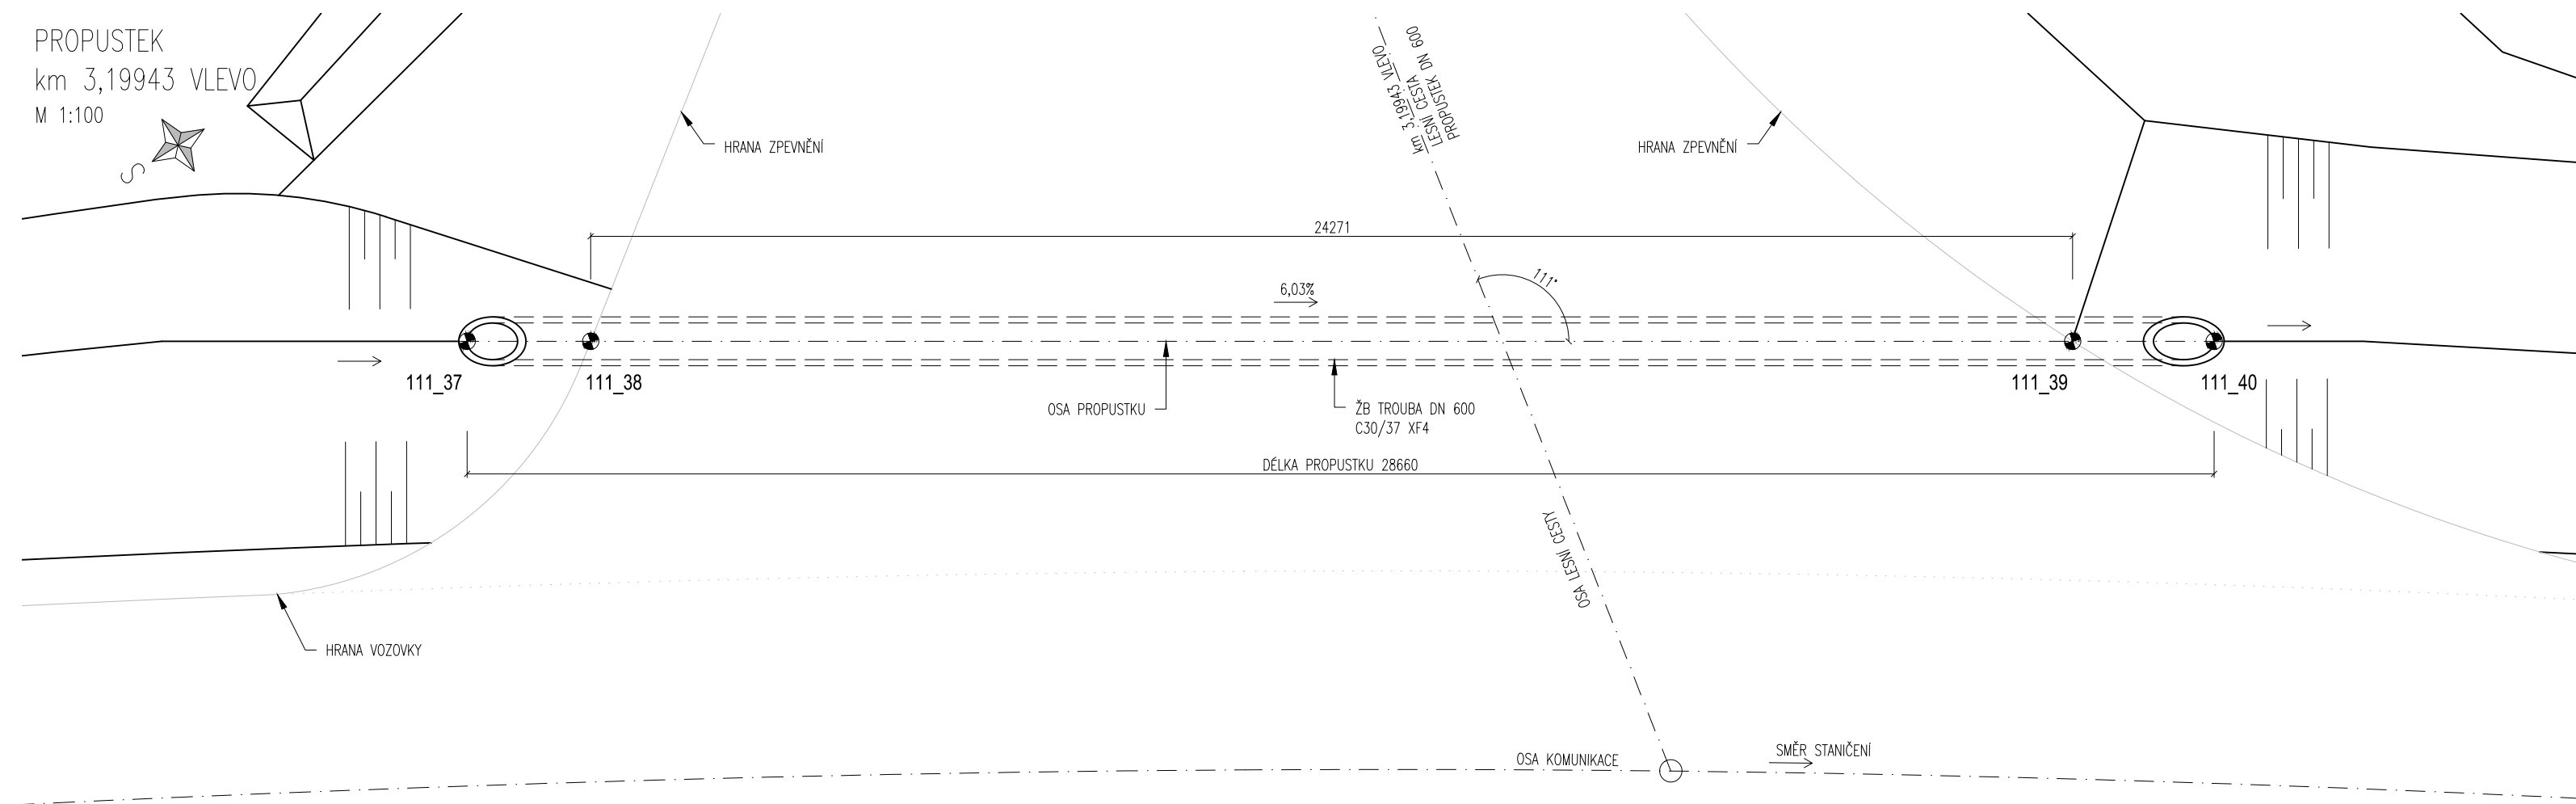 PROPUSTEK
km 3,19943 VLEVO
M 1:100
S
HRANA ZPEVNĚNÍ
km 3,19943 VLEVO
LESNÍ CESTA
PROPUSTEK DN 600
HRANA ZPEVNĚNÍ
24271
111°
6,03%
111_37
111_38
111_39
111_40
OSA PROPUSTKU
ŽB TROUBA DN 600
C30/37 XF4
DÉLKA PROPUSTKU 28660
OSA LESNÍ CESTY
HRANA VOZOVKY
OSA KOMUNIKACE
SMĚR STANIČENÍ